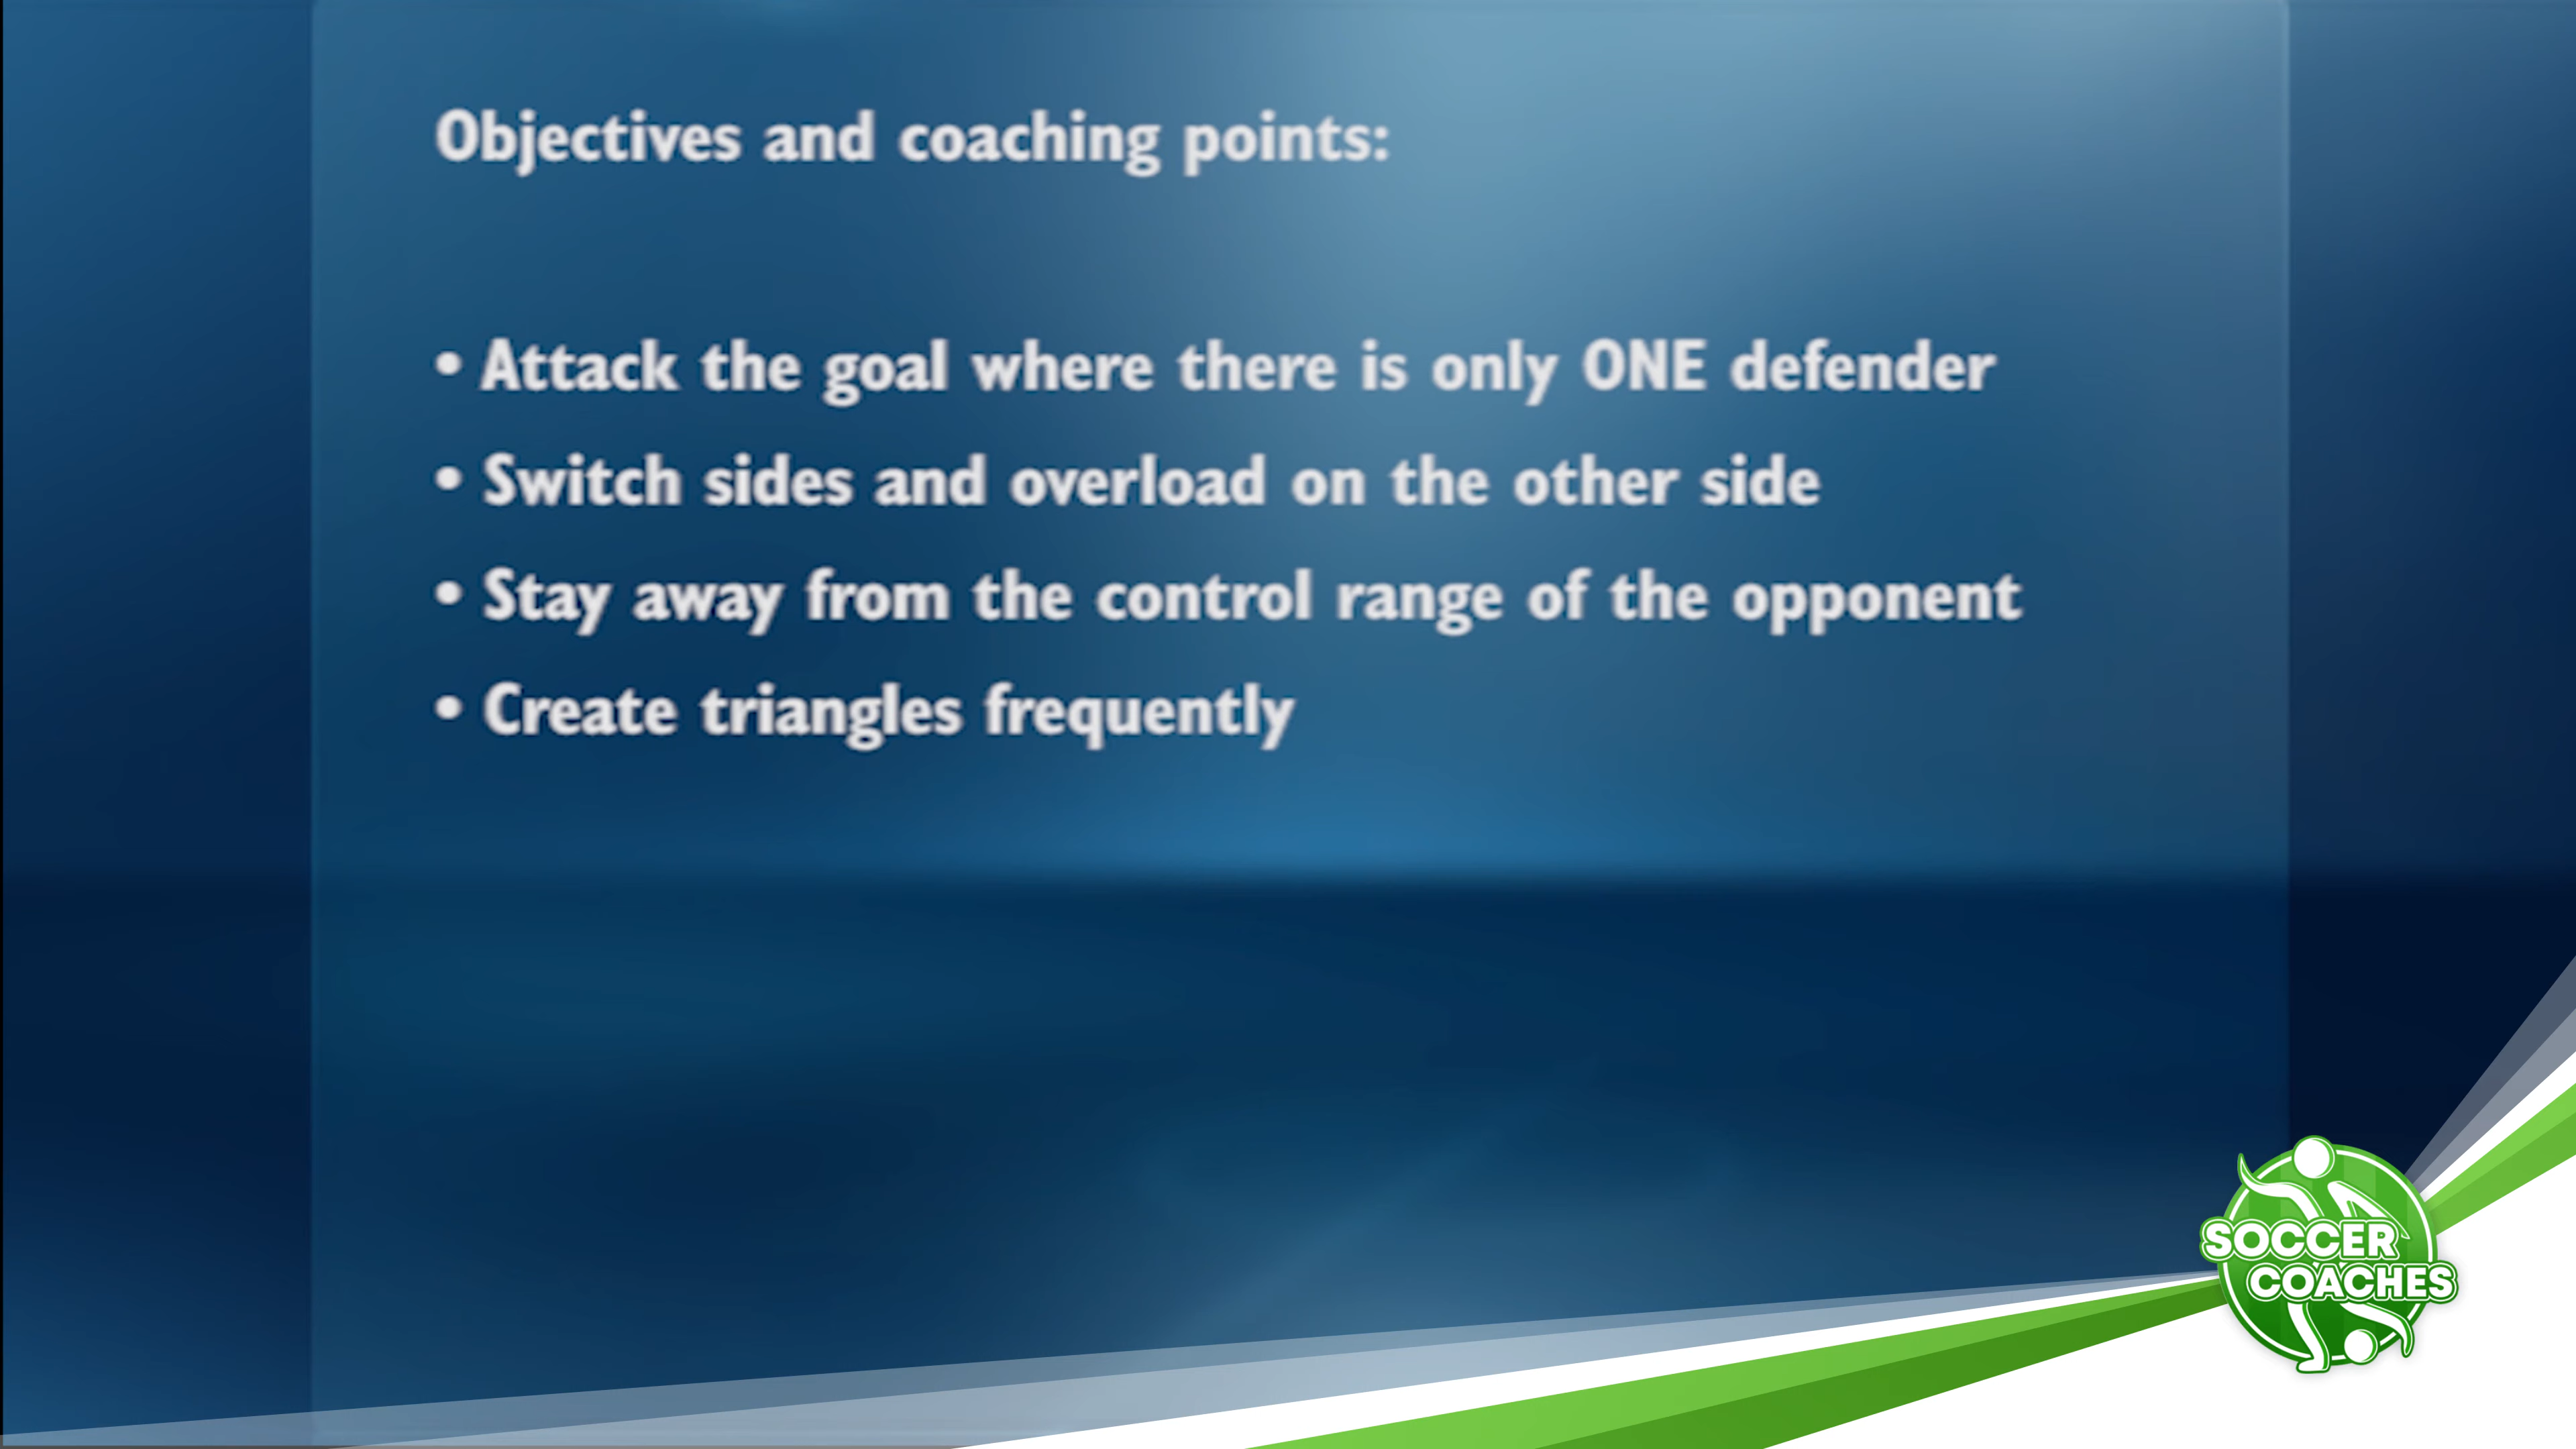 Objectives and coaching points:
• Attack the goal where there is only ONE defender
• Switch sides and overload on the other side
• Stay away from the control range of the opponent
• Create triangles frequently
SOCCER
COACHES